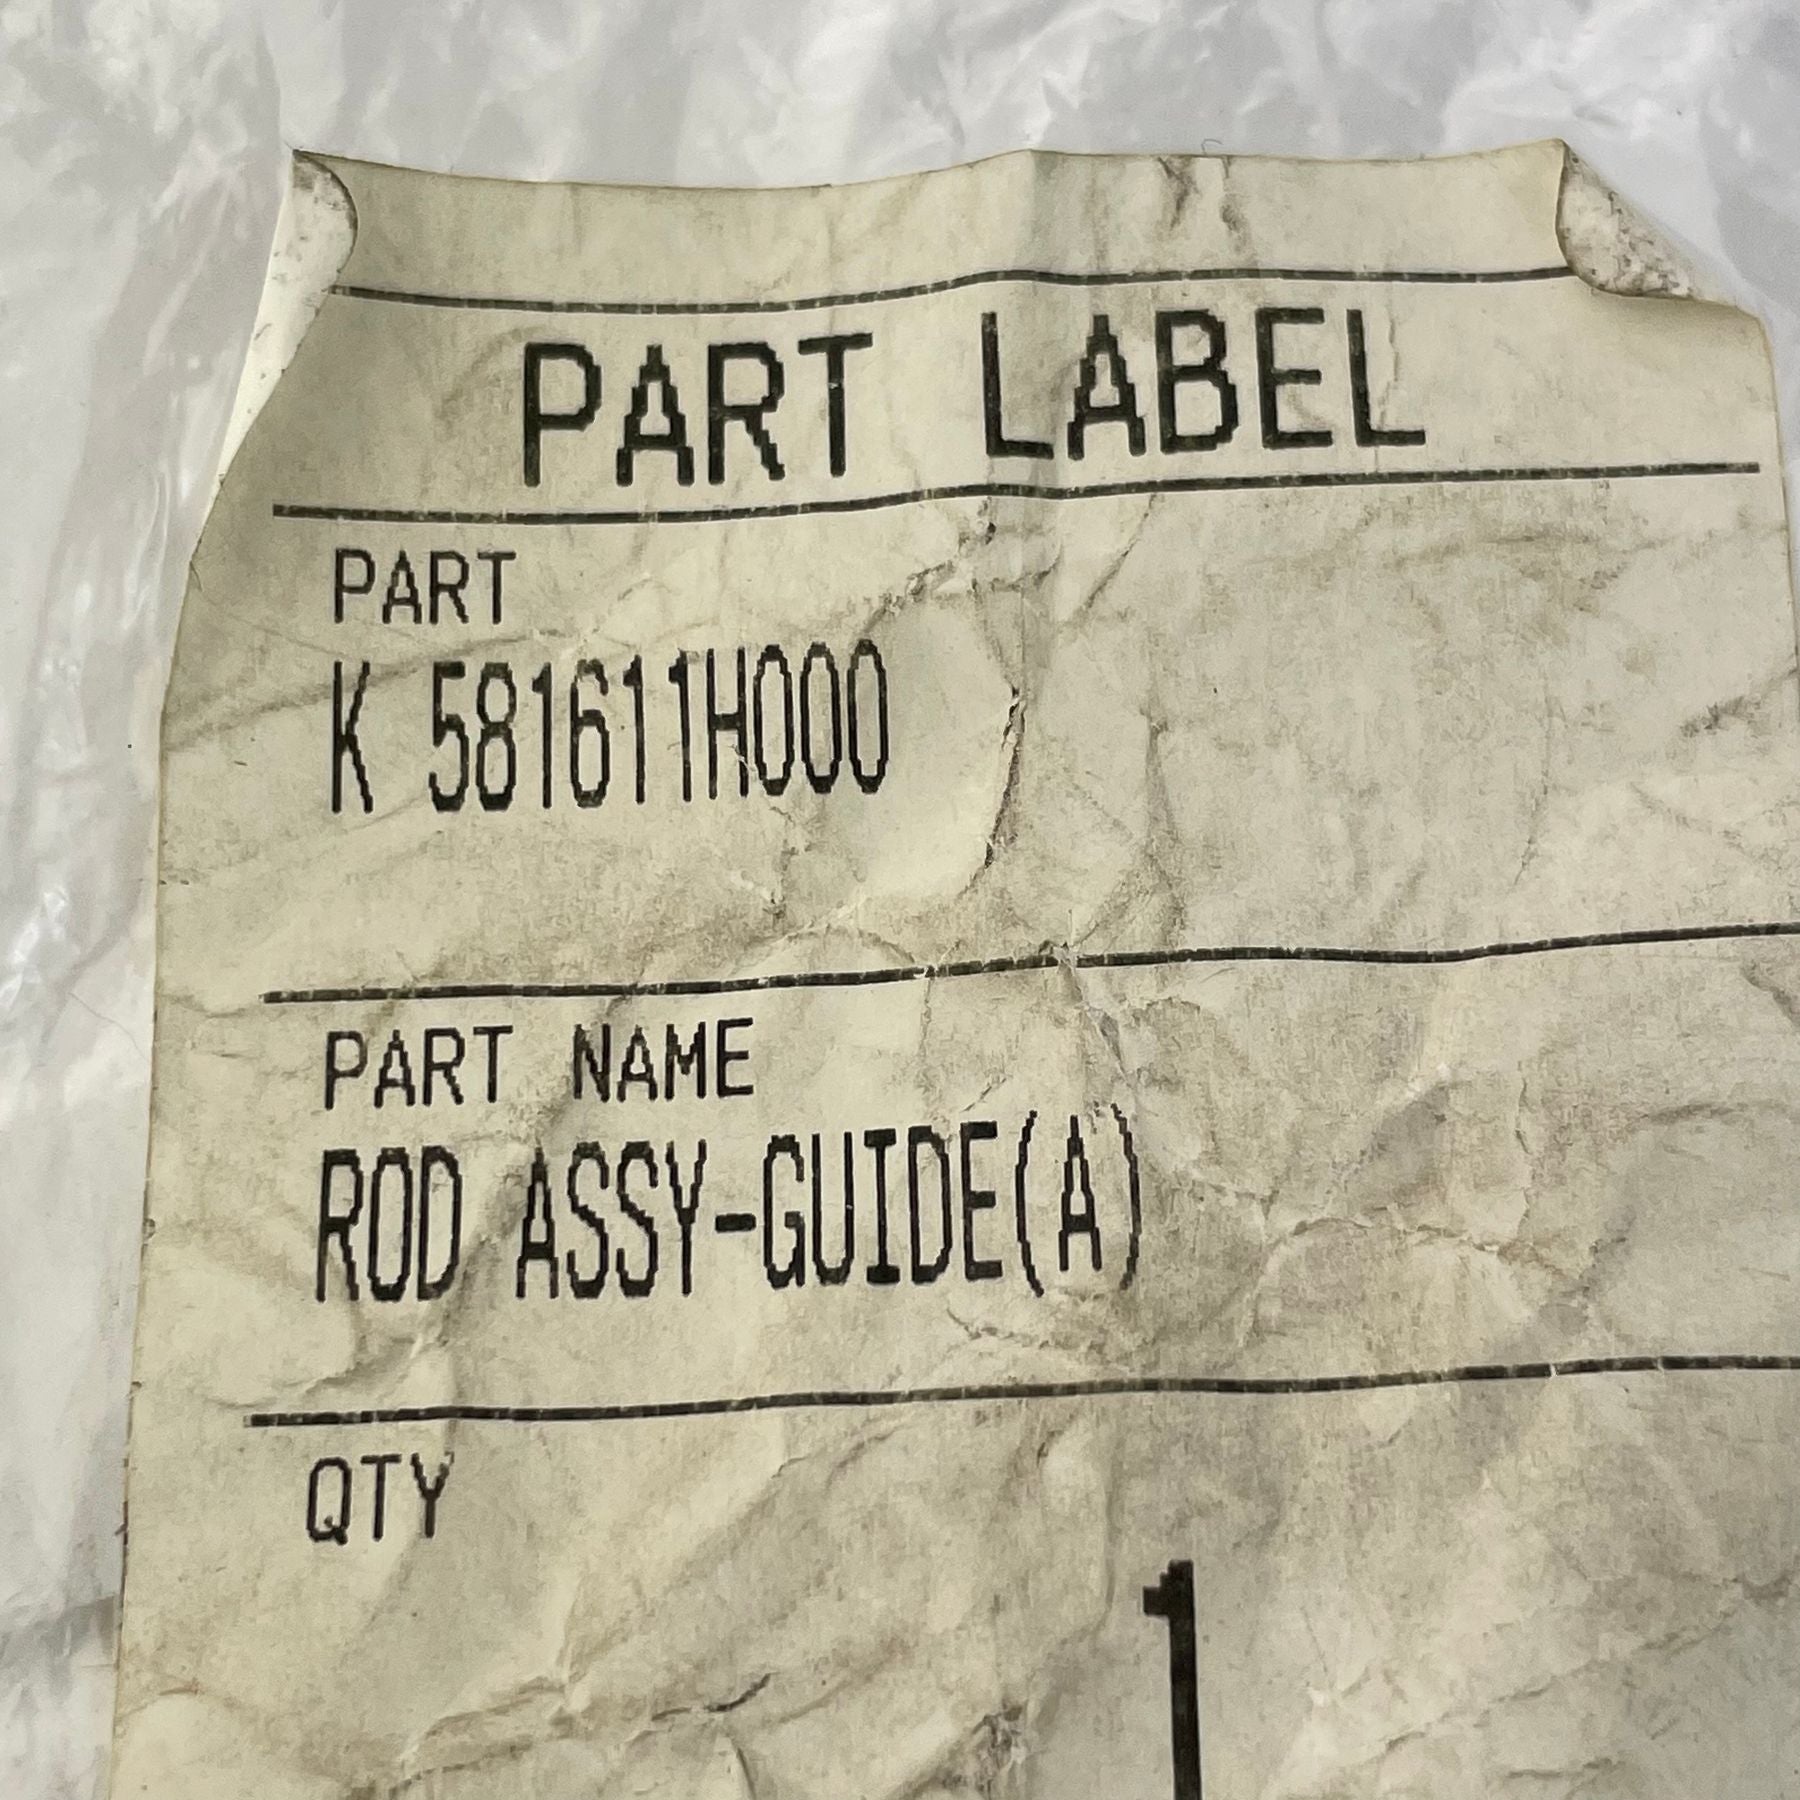 PART LABEL
PART
K 581611H000
PART NAME
ROD ASSY-GUIDE(A)
QTY
1